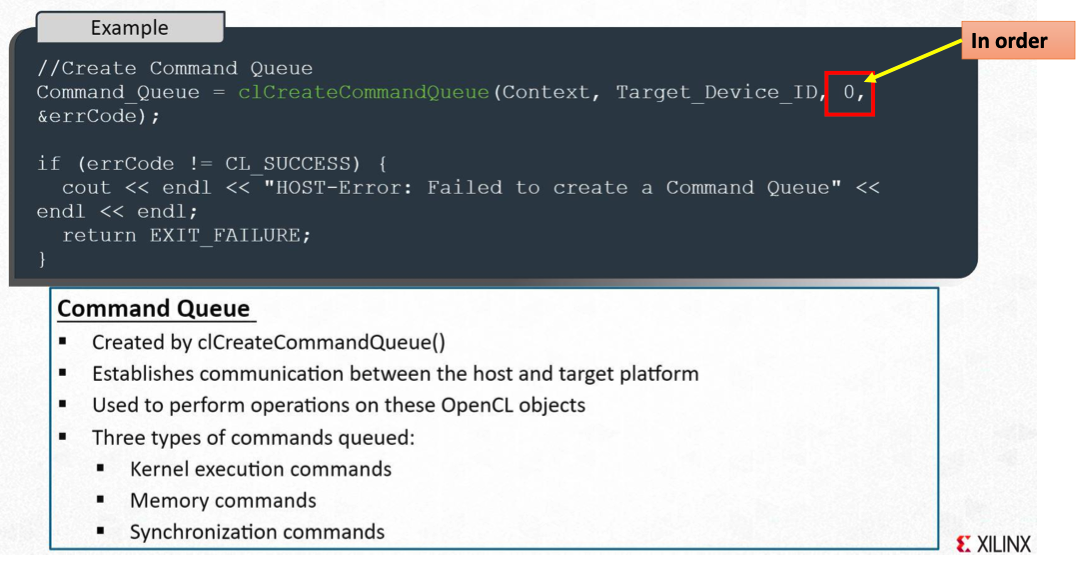 Example
In order
//Create Command Queue
Command_Queue = clCreateCommandQueue(Context, Target_Device_ID, 0,
&errCode);
if (errCode != CL_SUCCESS) {
  cout << endl << "HOST-Error: Failed to create a Command Queue" <<
endl << endl;
  return EXIT_FAILURE;
}
Command Queue
▪ Created by clCreateCommandQueue()
▪ Establishes communication between the host and target platform
▪ Used to perform operations on these OpenCL objects
▪ Three types of commands queued:
▪ Kernel execution commands
▪ Memory commands
▪ Synchronization commands
XILINX